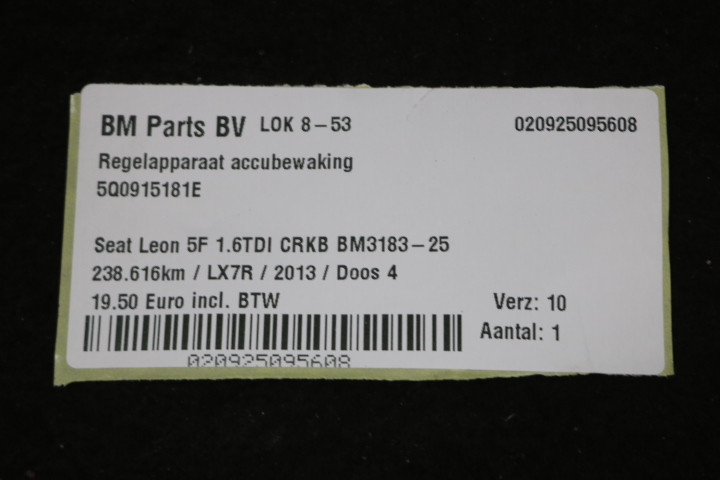 BM Parts BV LOK 8-53 020925095608
Regelapparaat accubewaking
5Q0915181E
Seat Leon 5F 1.6TDI CRKB BM3183-25
238.616km / LX7R / 2013 / Doos 4
19.50 Euro incl. BTW Verz: 10
Aantal: 1
020925095608